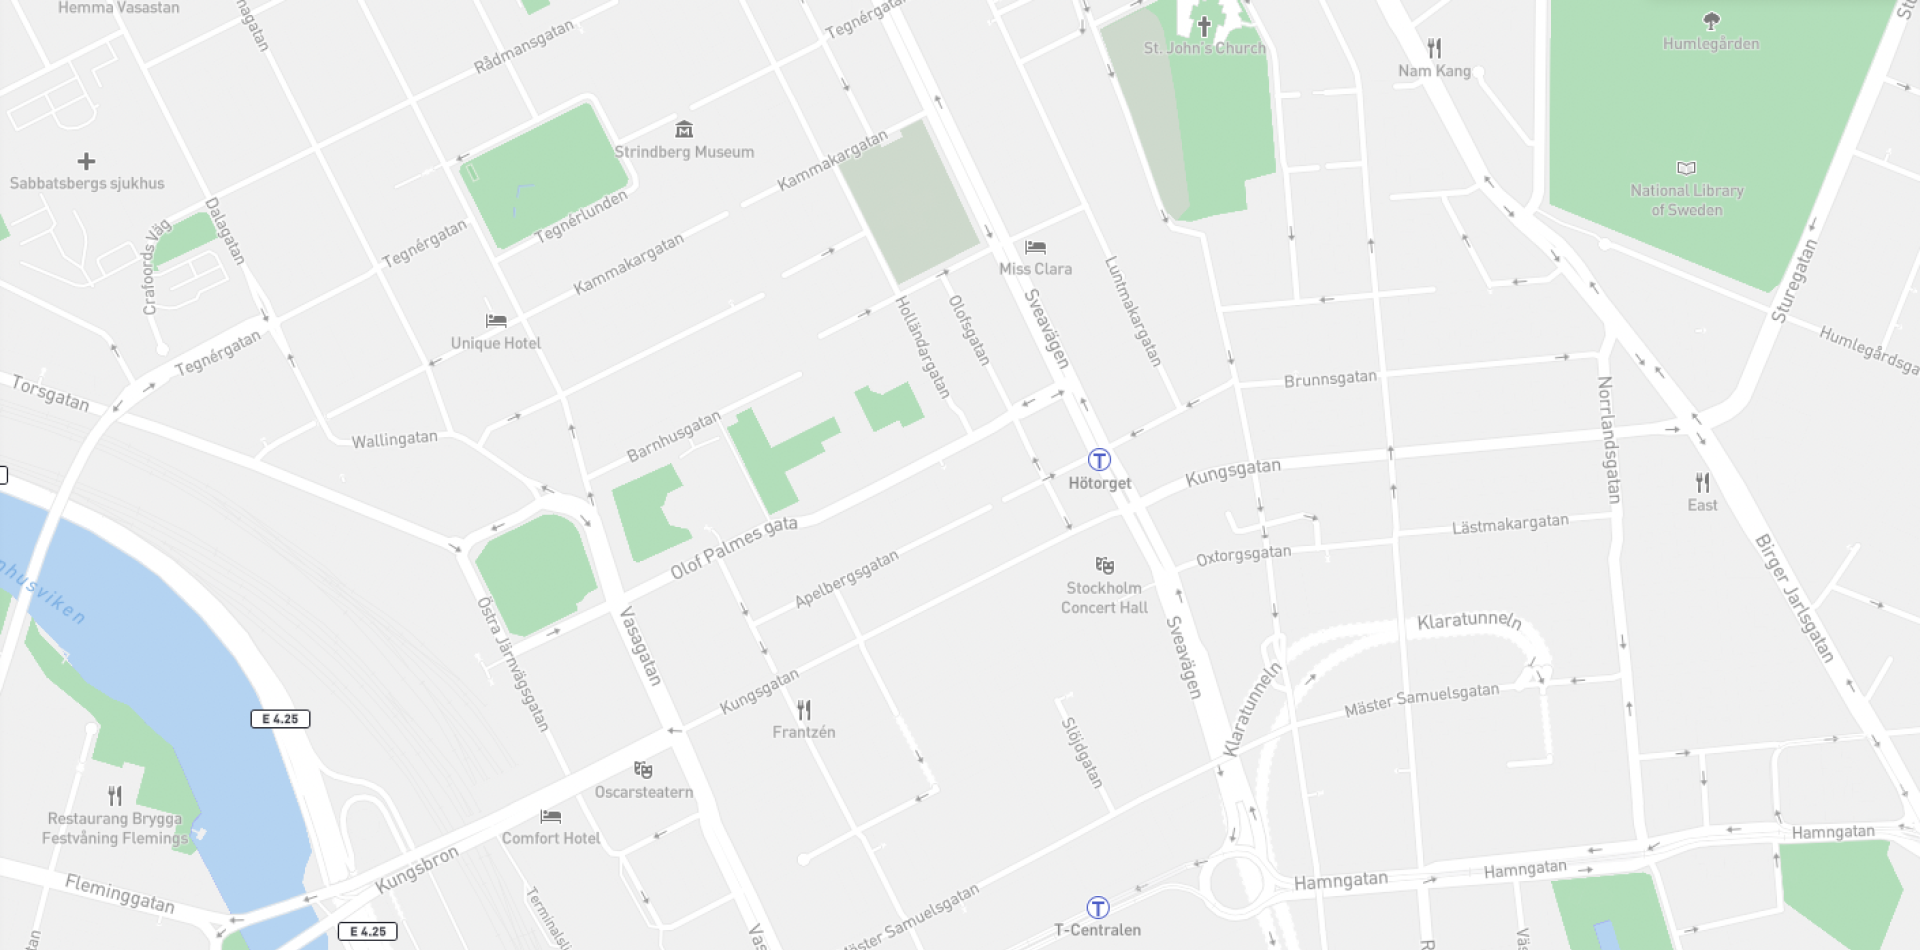 Hemma Vasastan
Rådmansgatan
St. John's Church
Humlegården
Nam Kang
Strindberg Museum
Kammakargatan
Sabbatsbergs sjukhus
National Library
of Sweden
Dalagatan
Crafoords Väg
Tegnérgatan
Tegnérlunden
Kammakargatan
Miss Clara
Sturegatan
Luntmakargatan
Sveavägen
Holländargatan
Olofsgatan
Unique Hotel
Tegnérgatan
Torsgatan
Brunnsgatan
Norrlandsgatan
Wallingatan
Barnhusgatan
Hötorget
Kungsgatan
East
Olof Palmes gata
Lästmakargatan
Oxtorgsgatan
Birger Jarlsgatan
Apelbergsgatan
Stockholm
Concert Hall
Östra Järnvägsgatan
Vasagatan
Sveavägen
Klaratunneln
Klaratunneln
Mäster Samuelsgatan
Kungsgatan
E 4.25
Frantzén
Slöjdgatan
Oscarsteatern
Restaurang Brygga
Festvåning Flemings
Comfort Hotel
Hamngatan
Kungsbron
Hamngatan
Hamngatan
Fleminggatan
Mäster Samuelsgatan
E 4.25
T-Centralen